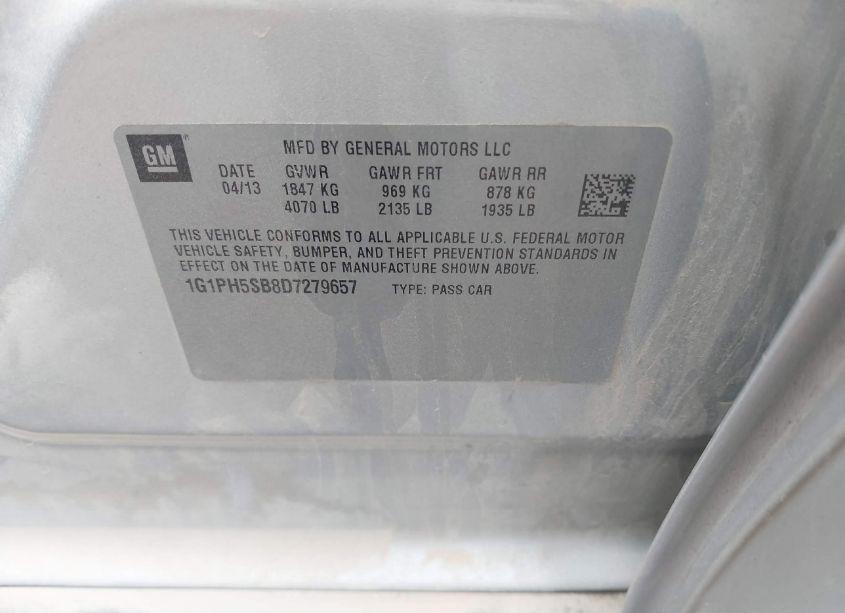 GM
MFD BY GENERAL MOTORS LLC
DATE GVWR GAWR FRT GAWR RR
04/13 1847 KG 969 KG 878 KG
4070 LB 2135 LB 1935 LB
THIS VEHICLE CONFORMS TO ALL APPLICABLE U.S. FEDERAL MOTOR
VEHICLE SAFETY, BUMPER, AND THEFT PREVENTION STANDARDS IN
EFFECT ON THE DATE OF MANUFACTURE SHOWN ABOVE.
1G1PH5SB8D7279657 TYPE: PASS CAR